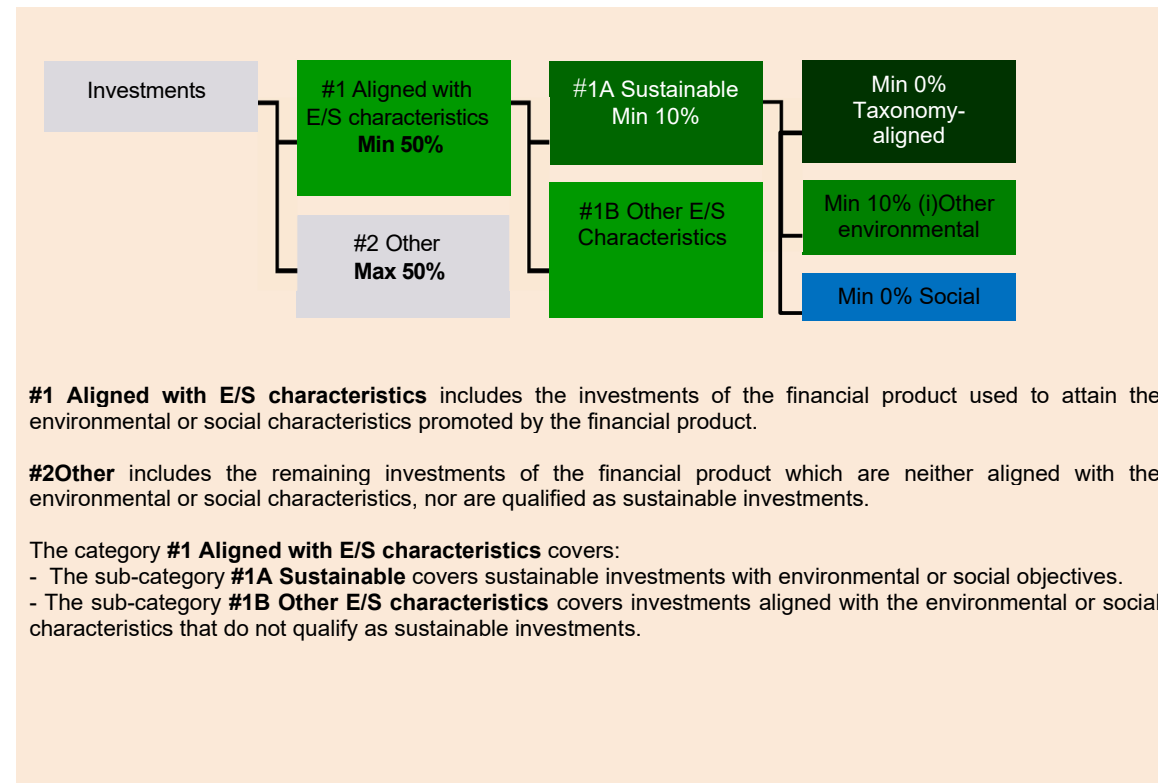 Investments
#1 Aligned with
E/S characteristics
Min 50%
#2 Other
Max 50%
#1A Sustainable
Min 10%
#1B Other E/S
Characteristics
Min 0%
Taxonomy-
aligned
Min 10% (i)Other
environmental
Min 0% Social
#1 Aligned with E/S characteristics includes the investments of the financial product used to attain the
environmental or social characteristics promoted by the financial product.
#2Other includes the remaining investments of the financial product which are neither aligned with the
environmental or social characteristics, nor are qualified as sustainable investments.
The category #1 Aligned with E/S characteristics covers:
- The sub-category #1A Sustainable covers sustainable investments with environmental or social objectives.
- The sub-category #1B Other E/S characteristics covers investments aligned with the environmental or social
characteristics that do not qualify as sustainable investments.